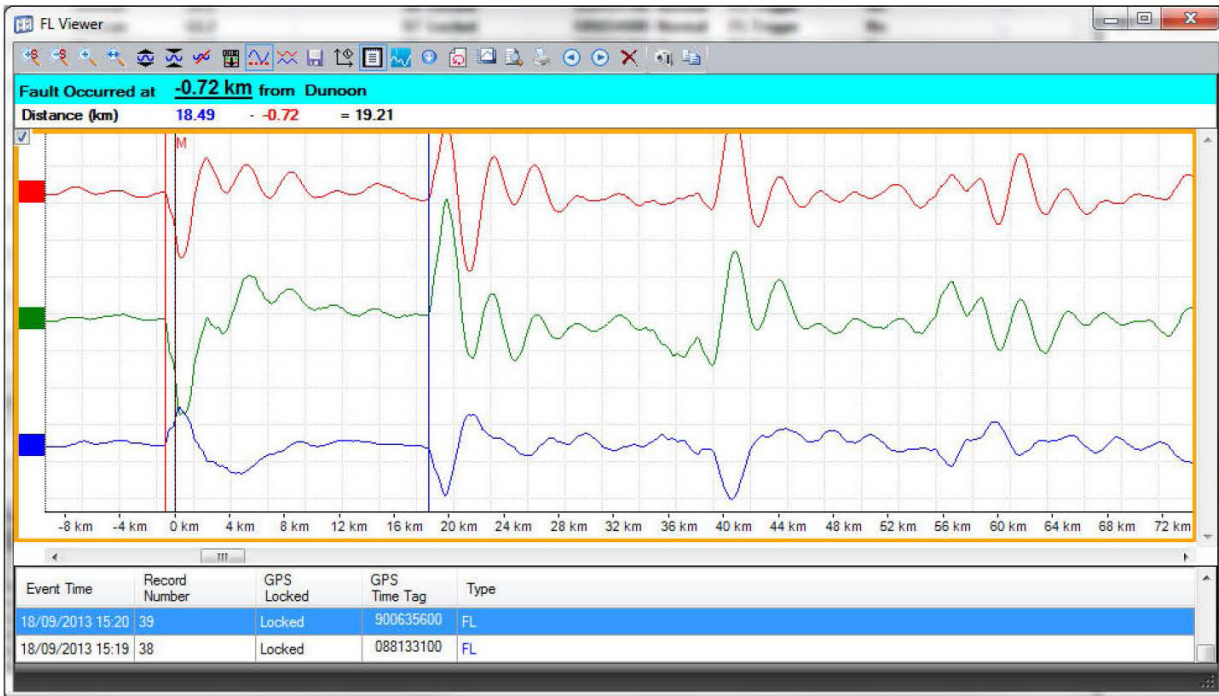 FL Viewer
Fault Occurred at -0.72 km from Dunoon
Distance (km) 18.49 - -0.72 = 19.21
M
-8 km -4 km 0 km 4 km 8 km 12 km 16 km 20 km 24 km 28 km 32 km 36 km 40 km 44 km 48 km 52 km 56 km 60 km 64 km 68 km 72 km
Event Time Record Number GPS Locked GPS Time Tag Type
18/09/2013 15:20 39 Locked 900635600 FL
18/09/2013 15:19 38 Locked 088133100 FL